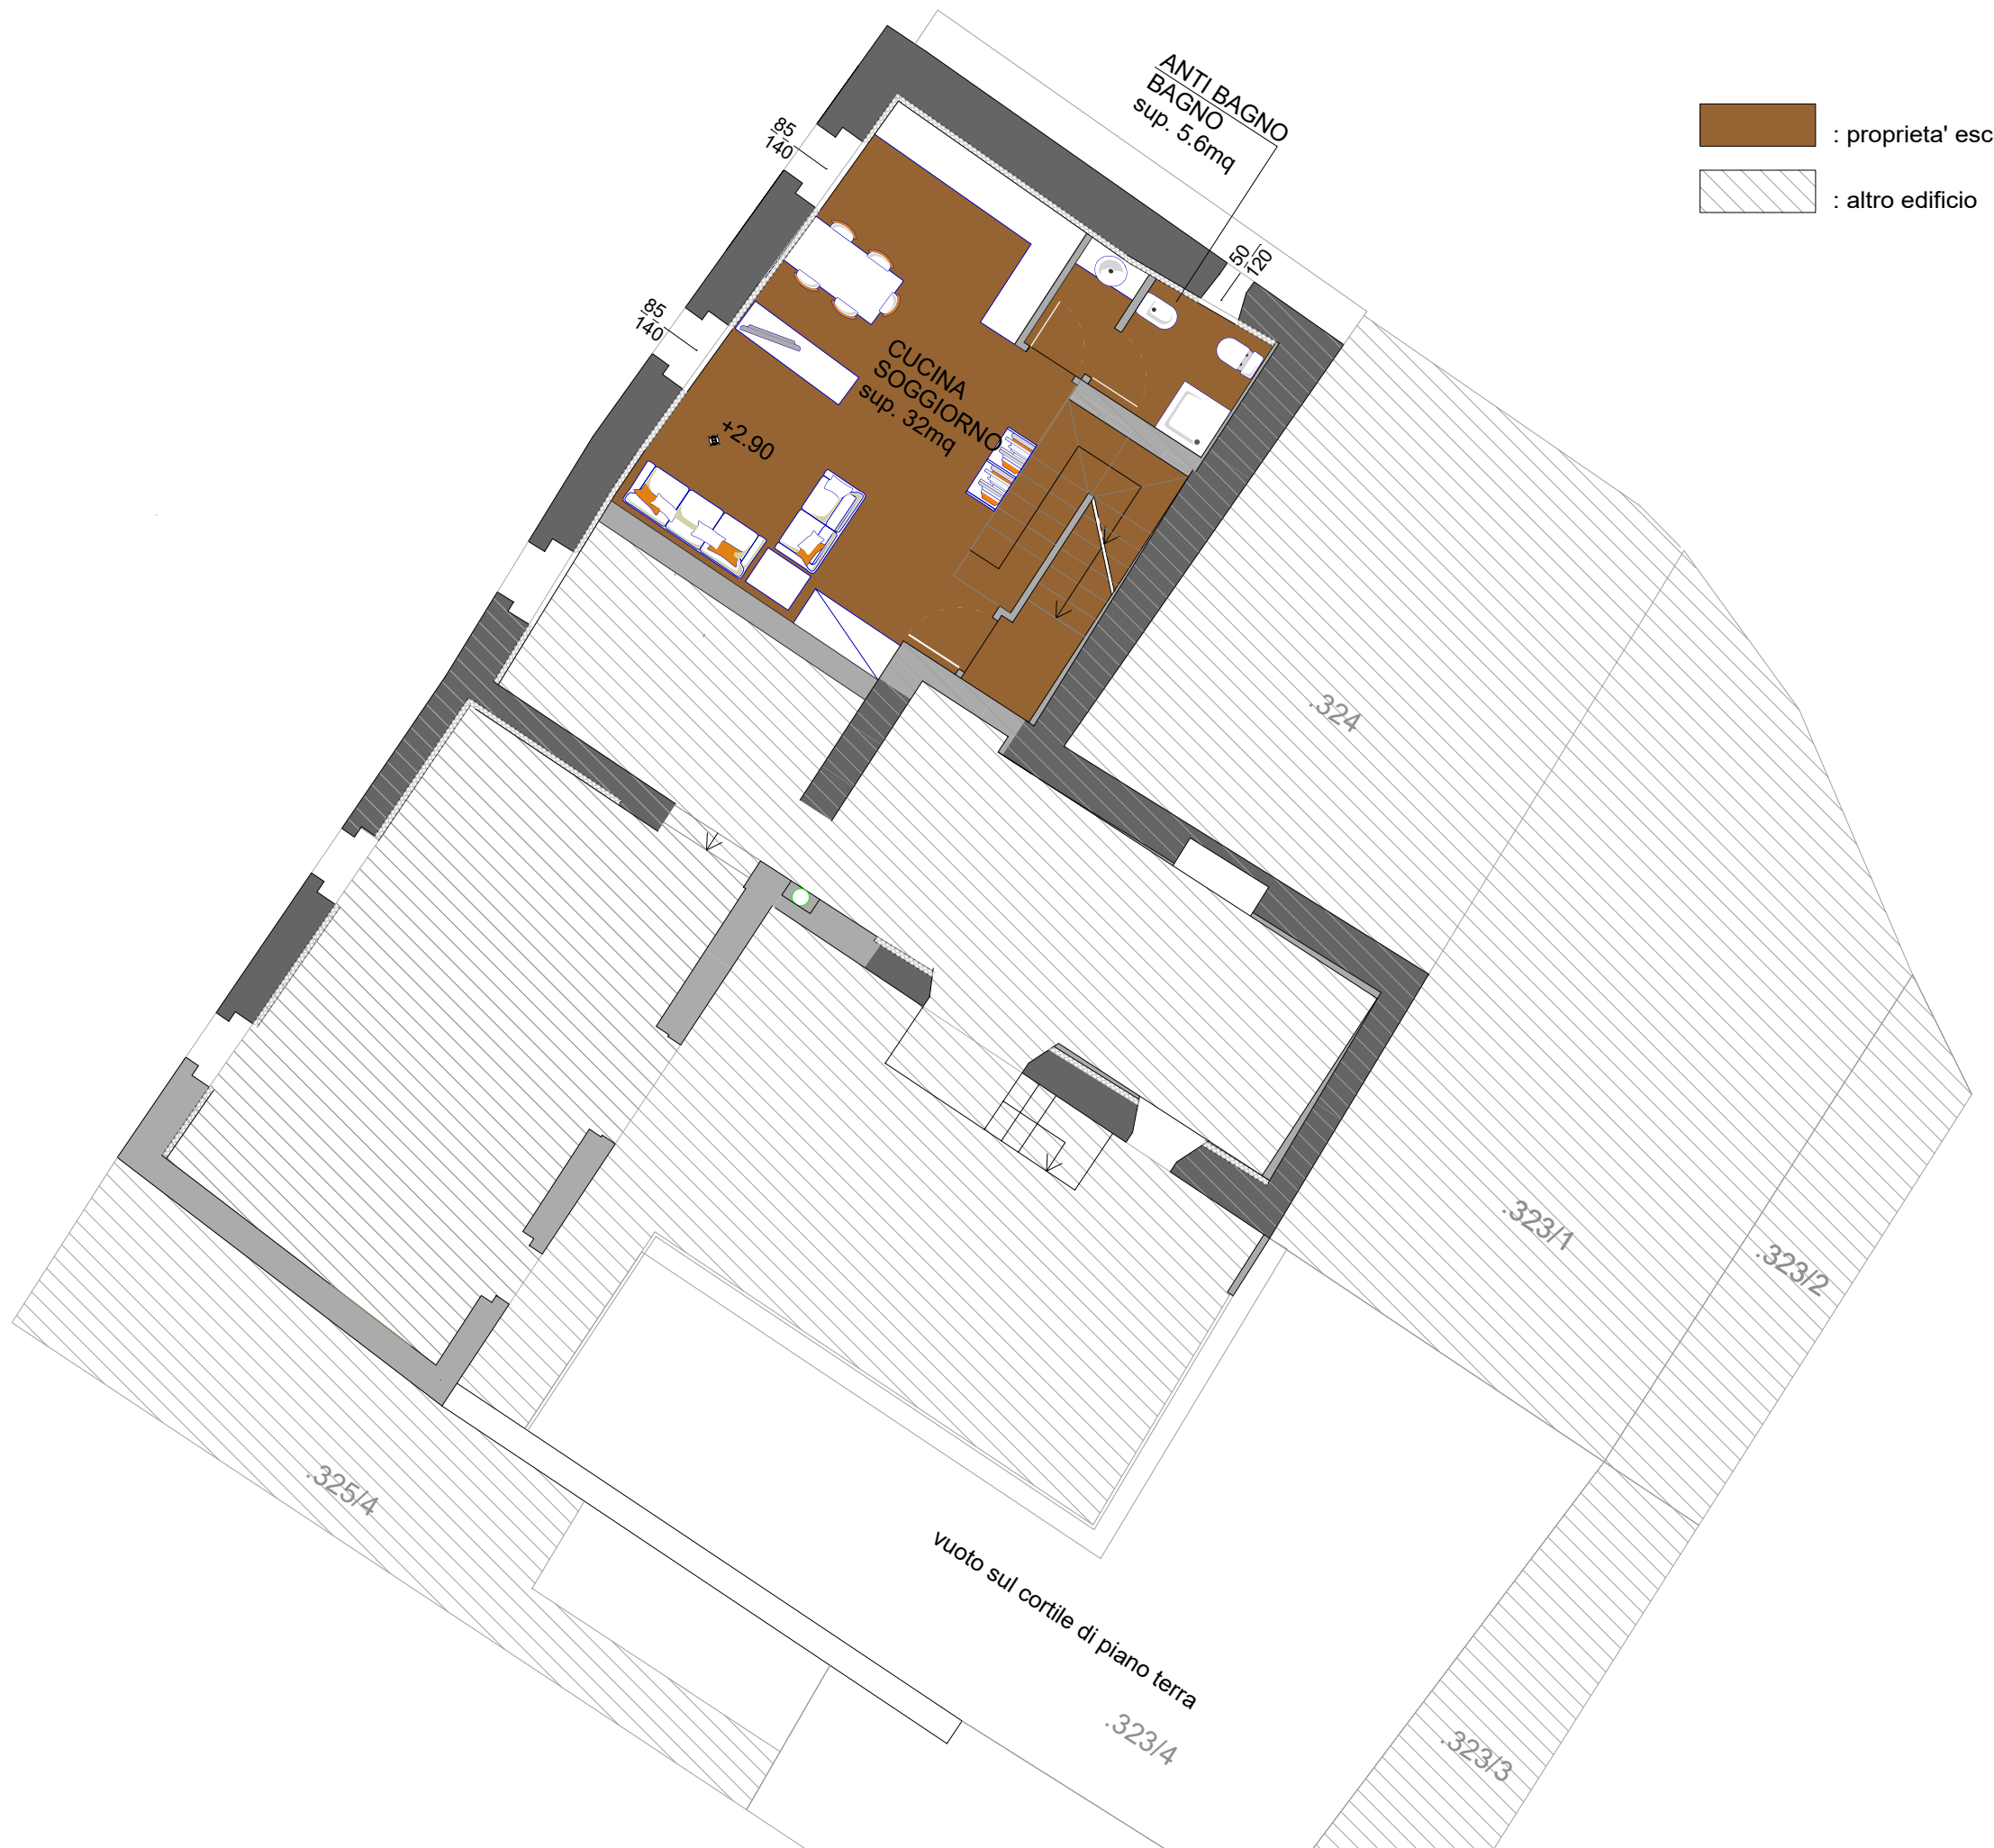 ANTI BAGNO
BAGNO
sup. 5.6mq
: proprieta' esc
: altro edificio
85
140
50
120
85
140
CUCINA
SOGGIORNO
sup. 32mq
+2.90
.324
.323/1
.323/2
.325/4
vuoto sul cortile di piano terra
.323/4
.323/3